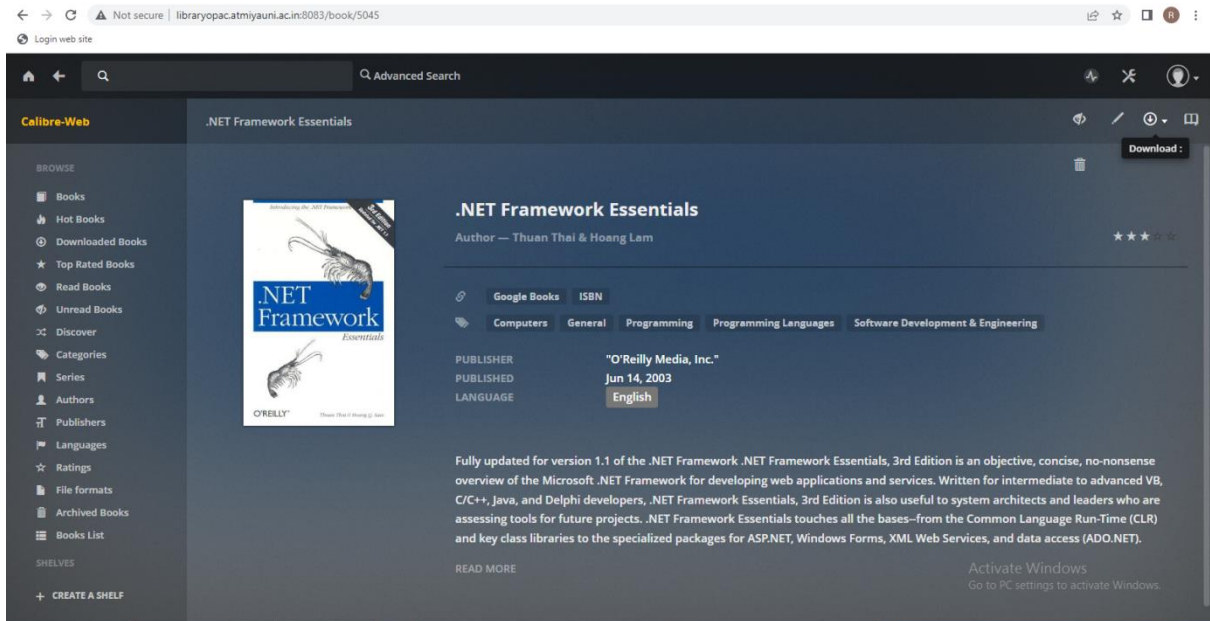 Not secure | libraryopac.atmiyauni.ac.in:8083/book/5045
R
Login web site
Advanced Search
Calibre-Web
.NET Framework Essentials
Download :
BROWSE
Books
Hot Books
Downloaded Books
Top Rated Books
Read Books
Unread Books
Discover
Categories
Series
Authors
Publishers
Languages
Ratings
File formats
Archived Books
Books List
SHELVES
+ CREATE A SHELF
3rd Edition
.NET
Framework
Essentials
O'REILLY
.NET Framework Essentials
Author — Thuan Thai & Hoang Lam
Google Books ISBN
Computers General Programming Programming Languages Software Development & Engineering
PUBLISHER "O'Reilly Media, Inc."
PUBLISHED Jun 14, 2003
LANGUAGE English
Fully updated for version 1.1 of the .NET Framework .NET Framework Essentials, 3rd Edition is an objective, concise, no-nonsense
overview of the Microsoft .NET Framework for developing web applications and services. Written for intermediate to advanced VB,
C/C++, Java, and Delphi developers, .NET Framework Essentials, 3rd Edition is also useful to system architects and leaders who are
assessing tools for future projects. .NET Framework Essentials touches all the bases--from the Common Language Run-Time (CLR)
and key class libraries to the specialized packages for ASP.NET, Windows Forms, XML Web Services, and data access (ADO.NET).
READ MORE
Activate Windows
Go to PC settings to activate Windows.